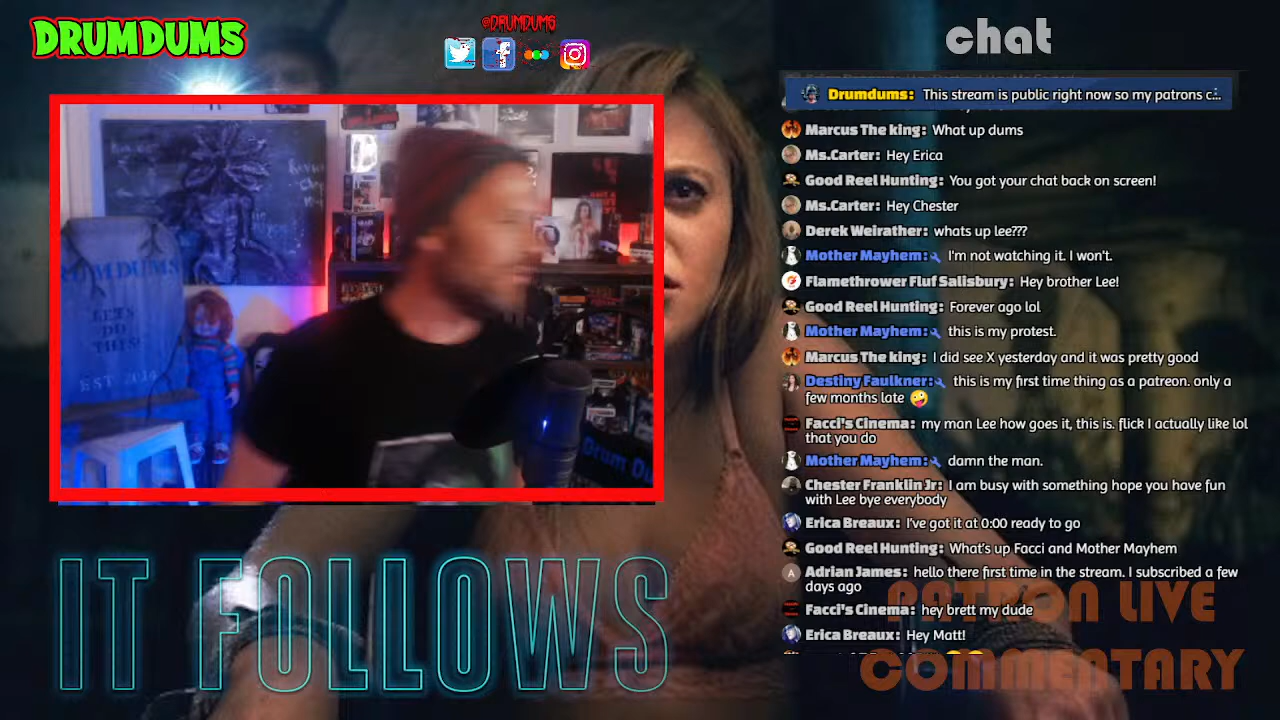 DRUMDUMS
@DRUMDUMS
chat
Drumdums: This stream is public right now so my patrons c...
Marcus The king: What up dums
Ms.Carter: Hey Erica
Good Reel Hunting: You got your chat back on screen!
Ms.Carter: Hey Chester
Derek Weirather: whats up lee???
Mother Mayhem: I'm not watching it. I won't.
Flamethrower Fluf Salisbury: Hey brother Lee!
Good Reel Hunting: Forever ago lol
Mother Mayhem: this is my protest.
Marcus The king: I did see X yesterday and it was pretty good
Destiny Faulkner: this is my first time thing as a patreon. only a
few months late 🤪
Facci's Cinema: my man Lee how goes it, this is. flick I actually like lol
that you do
Mother Mayhem: damn the man.
Chester Franklin Jr: I am busy with something hope you have fun
with Lee bye everybody
Erica Breaux: I've got it at 0:00 ready to go
Good Reel Hunting: What's up Facci and Mother Mayhem
Adrian James: hello there first time in the stream. I subscribed a few
days ago
Facci's Cinema: hey brett my dude
Erica Breaux: Hey Matt!
DRUMDUMS
LETS
DO
THESE
EST 2014
IT FOLLOWS
PATRON LIVE
COMMENTARY